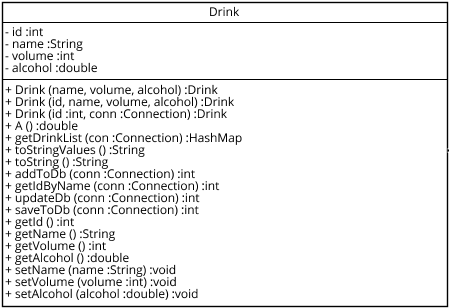 Drink
- id :int
- name :String
- volume :int
- alcohol :double
+ Drink (name, volume, alcohol) :Drink
+ Drink (id, name, volume, alcohol) :Drink
+ Drink (id :int, conn :Connection) :Drink
+ A () :double
+ getDrinkList (con :Connection) :HashMap
+ toStringValues () :String
+ toString () :String
+ addToDb (conn :Connection) :int
+ getIdByName (conn :Connection) :int
+ updateDb (conn :Connection) :int
+ saveToDb (conn :Connection) :int
+ getId () :int
+ getName () :String
+ getVolume () :int
+ getAlcohol () :double
+ setName (name :String) :void
+ setVolume (volume :int) :void
+ setAlcohol (alcohol :double) :void